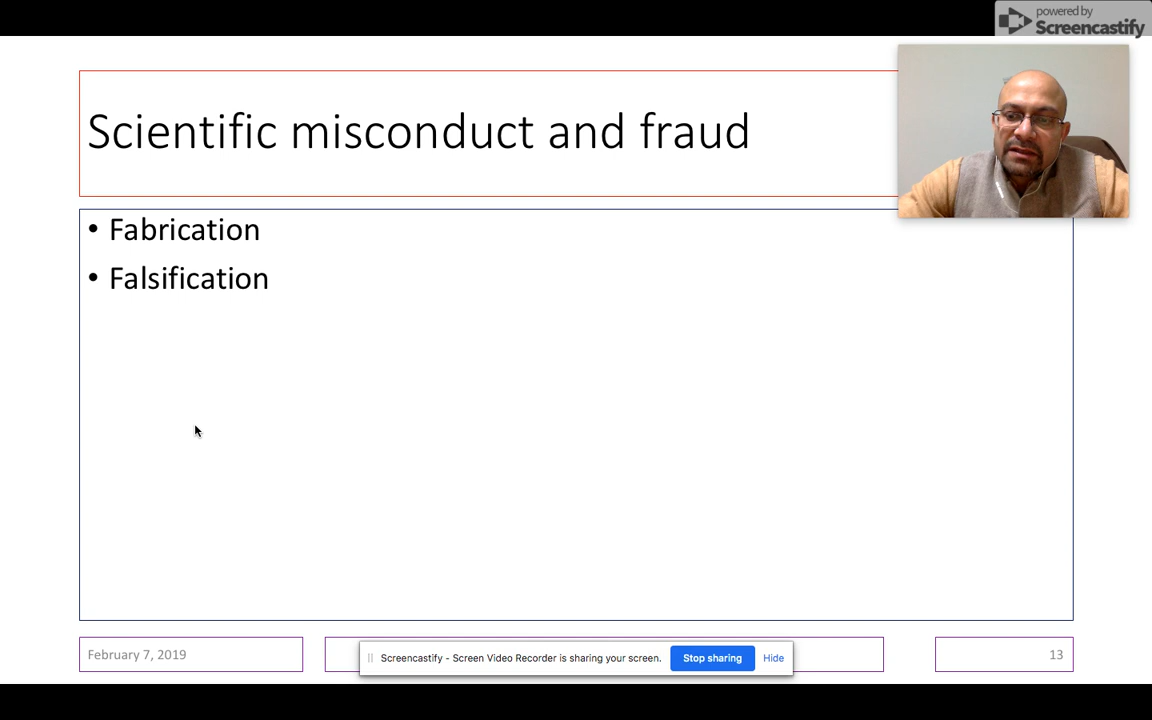 powered by
Screencastify
Scientific misconduct and fraud
• Fabrication
• Falsification
February 7, 2019
Screencastify - Screen Video Recorder is sharing your screen.
Stop sharing
Hide
13